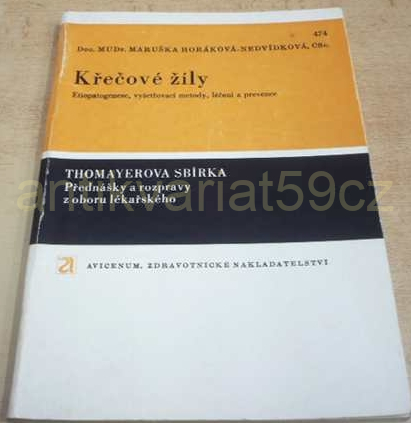 474
Doc. MUDr. MARUŠKA HORÁKOVÁ-NEDVÍDKOVÁ, CSc.
Křečové žíly
Etiopatogenese, vyšetřovací metody, léčení a prevence
THOMAYEROVA SBÍRKA
Přednášky a rozpravy
z oboru lékařského
antikvariat59cz
AVICENUM, ZDRAVOTNICKÉ NAKLADATELSTVÍ